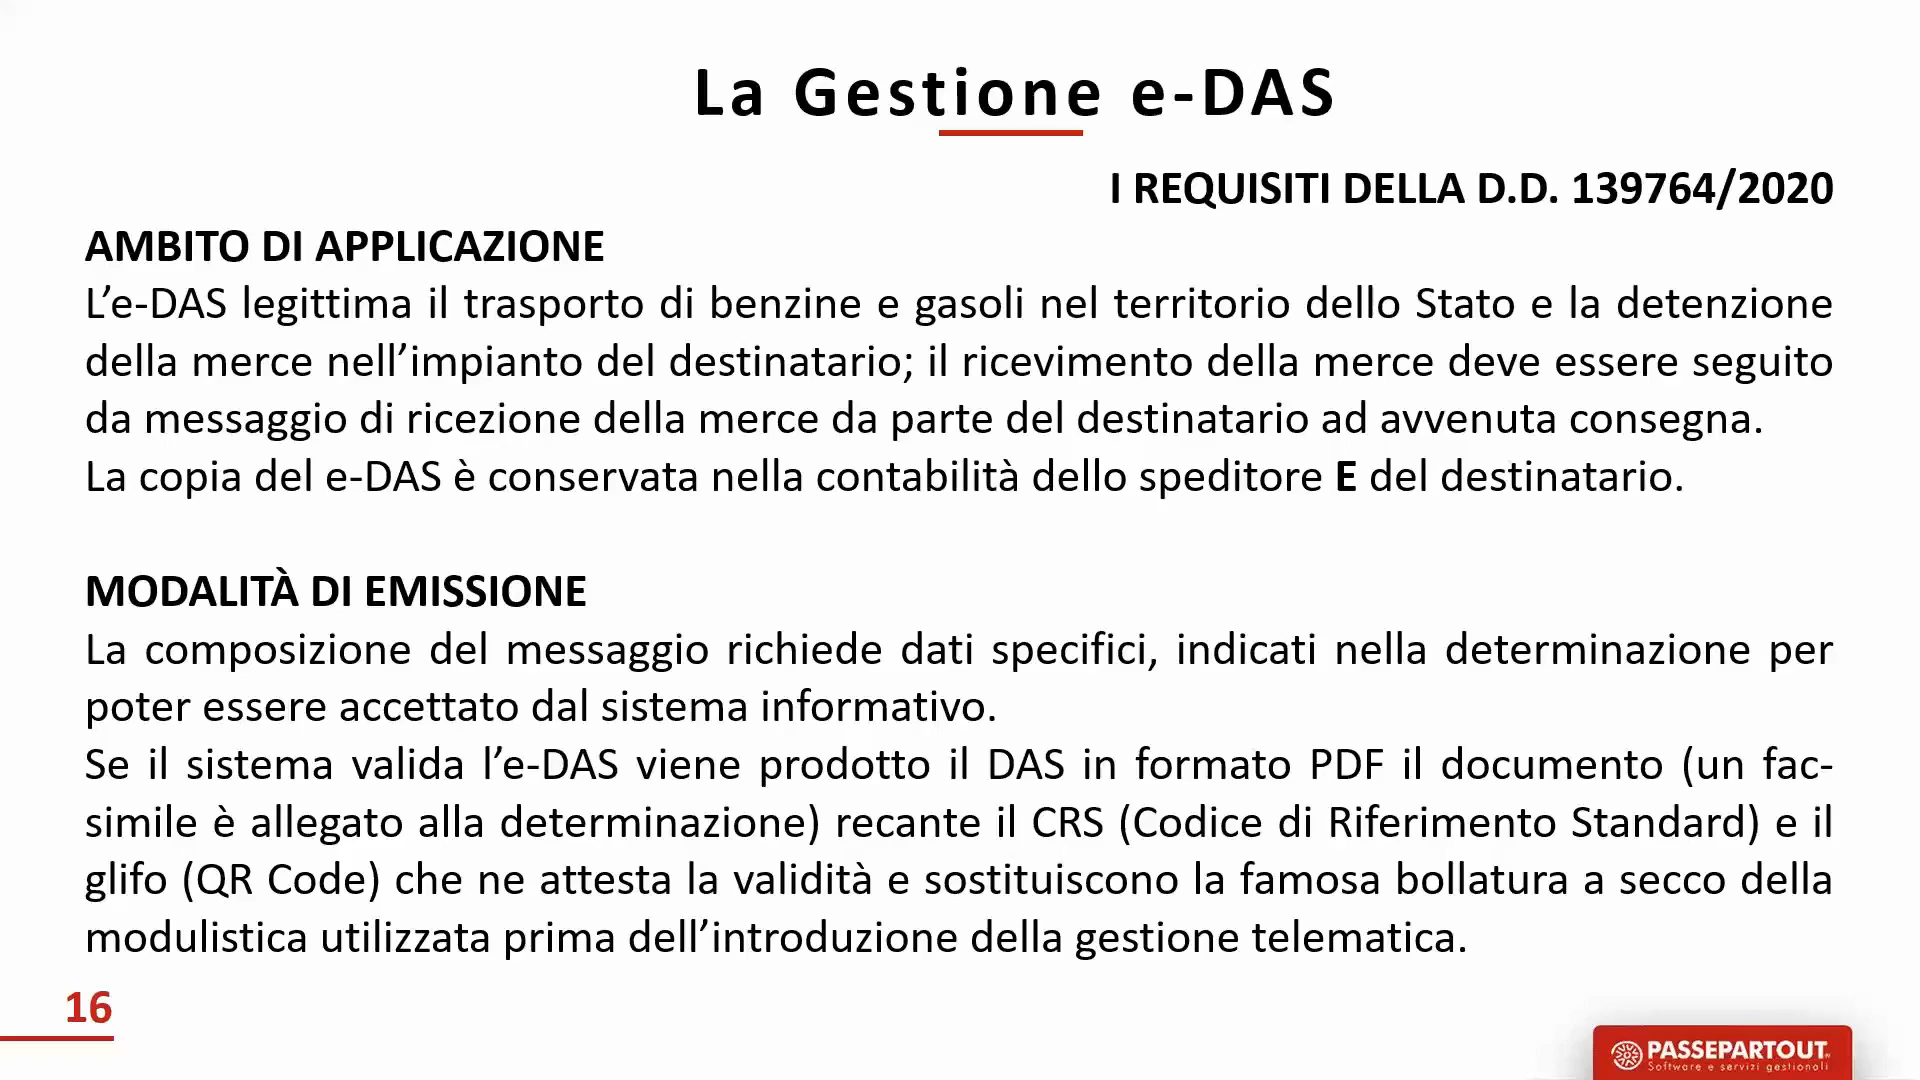 La Gestione e-DAS
I REQUISITI DELLA D.D. 139764/2020
AMBITO DI APPLICAZIONE
L’e-DAS legittima il trasporto di benzine e gasoli nel territorio dello Stato e la detenzione
della merce nell’impianto del destinatario; il ricevimento della merce deve essere seguito
da messaggio di ricezione della merce da parte del destinatario ad avvenuta consegna.
La copia del e-DAS è conservata nella contabilità dello speditore E del destinatario.
MODALITÀ DI EMISSIONE
La composizione del messaggio richiede dati specifici, indicati nella determinazione per
poter essere accettato dal sistema informativo.
Se il sistema valida l’e-DAS viene prodotto il DAS in formato PDF il documento (un fac-
simile è allegato alla determinazione) recante il CRS (Codice di Riferimento Standard) e il
glifo (QR Code) che ne attesta la validità e sostituiscono la famosa bollatura a secco della
modulistica utilizzata prima dell’introduzione della gestione telematica.
16
PASSEPARTOUT
Software e servizi gestionali